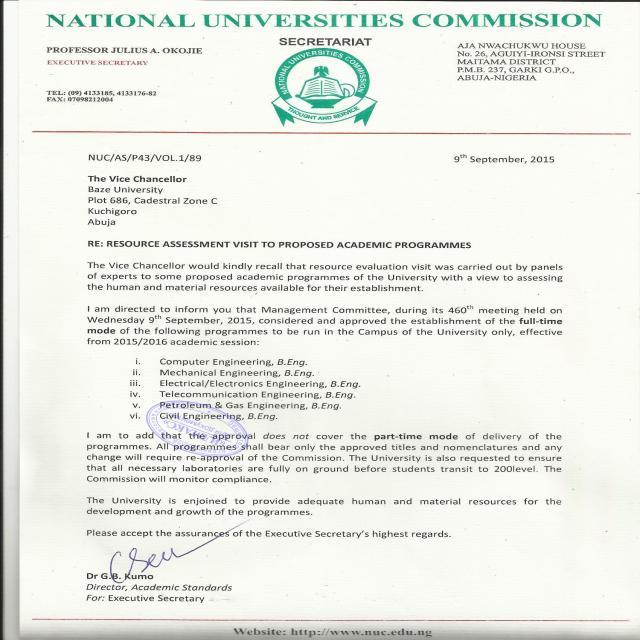 NATIONAL UNIVERSITIES COMMISSION
SECRETARIAT
PROFESSOR JULIUS A. OKOJIE
EXECUTIVE SECRETARY
TEL: (09) 4133185, 4133176-82
FAX: 07098212004
NATIONAL UNIVERSITIES COMMISSION
THOUGHT AND SERVICE
AJA NWACHUKWU HOUSE
No. 26, AGUIYI-IRONSI STREET
MAITAMA DISTRICT
P.M.B. 237, GARKI G.P.O.,
ABUJA-NIGERIA
NUC/AS/P43/VOL.1/89
9th September, 2015
The Vice Chancellor
Baze University
Plot 686, Cadestral Zone C
Kuchigoro
Abuja
RE: RESOURCE ASSESSMENT VISIT TO PROPOSED ACADEMIC PROGRAMMES
The Vice Chancellor would kindly recall that resource evaluation visit was carried out by panels
of experts to some proposed academic programmes of the University with a view to assessing
the human and material resources available for their establishment.
I am directed to inform you that Management Committee, during its 460th meeting held on
Wednesday 9th September, 2015, considered and approved the establishment of the full-time
mode of the following programmes to be run in the Campus of the University only, effective
from 2015/2016 academic session:
i. Computer Engineering, B.Eng.
ii. Mechanical Engineering, B.Eng.
iii. Electrical/Electronics Engineering, B.Eng.
iv. Telecommunication Engineering, B.Eng.
v. Petroleum & Gas Engineering, B.Eng.
vi. Civil Engineering, B.Eng.
I am to add that the approval does not cover the part-time mode of delivery of the
programmes. All programmes shall bear only the approved titles and nomenclatures and any
change will require re-approval of the Commission. The University is also requested to ensure
that all necessary laboratories are fully on ground before students transit to 200level. The
Commission will monitor compliance.
The University is enjoined to provide adequate human and material resources for the
development and growth of the programmes.
Please accept the assurances of the Executive Secretary's highest regards.
Dr G.B. Kumo
Director, Academic Standards
For: Executive Secretary
Website: http://www.nuc.edu.ng